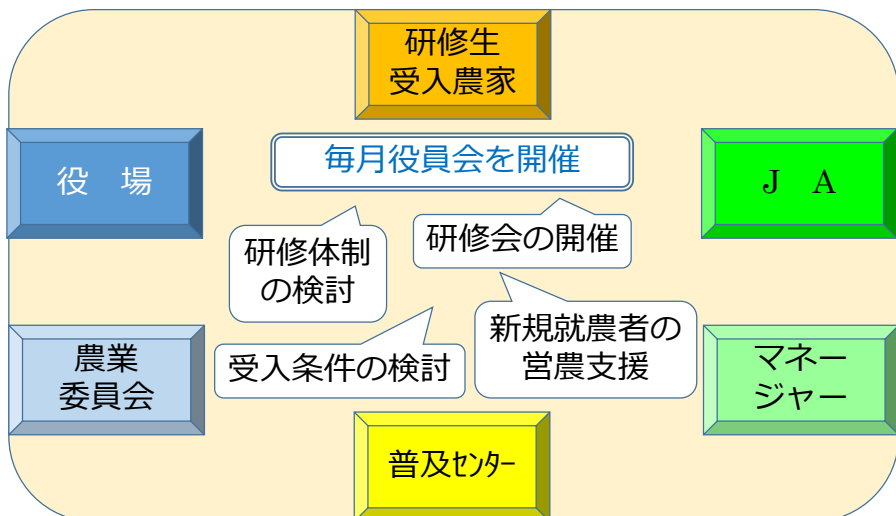 研修生
受入農家
役　場
毎月役員会を開催
J　A
研修体制
の検討
研修会の開催
農業
委員会
受入条件の検討
新規就農者の
営農支援
マネー
ジャー
普及ｾﾝﾀｰ